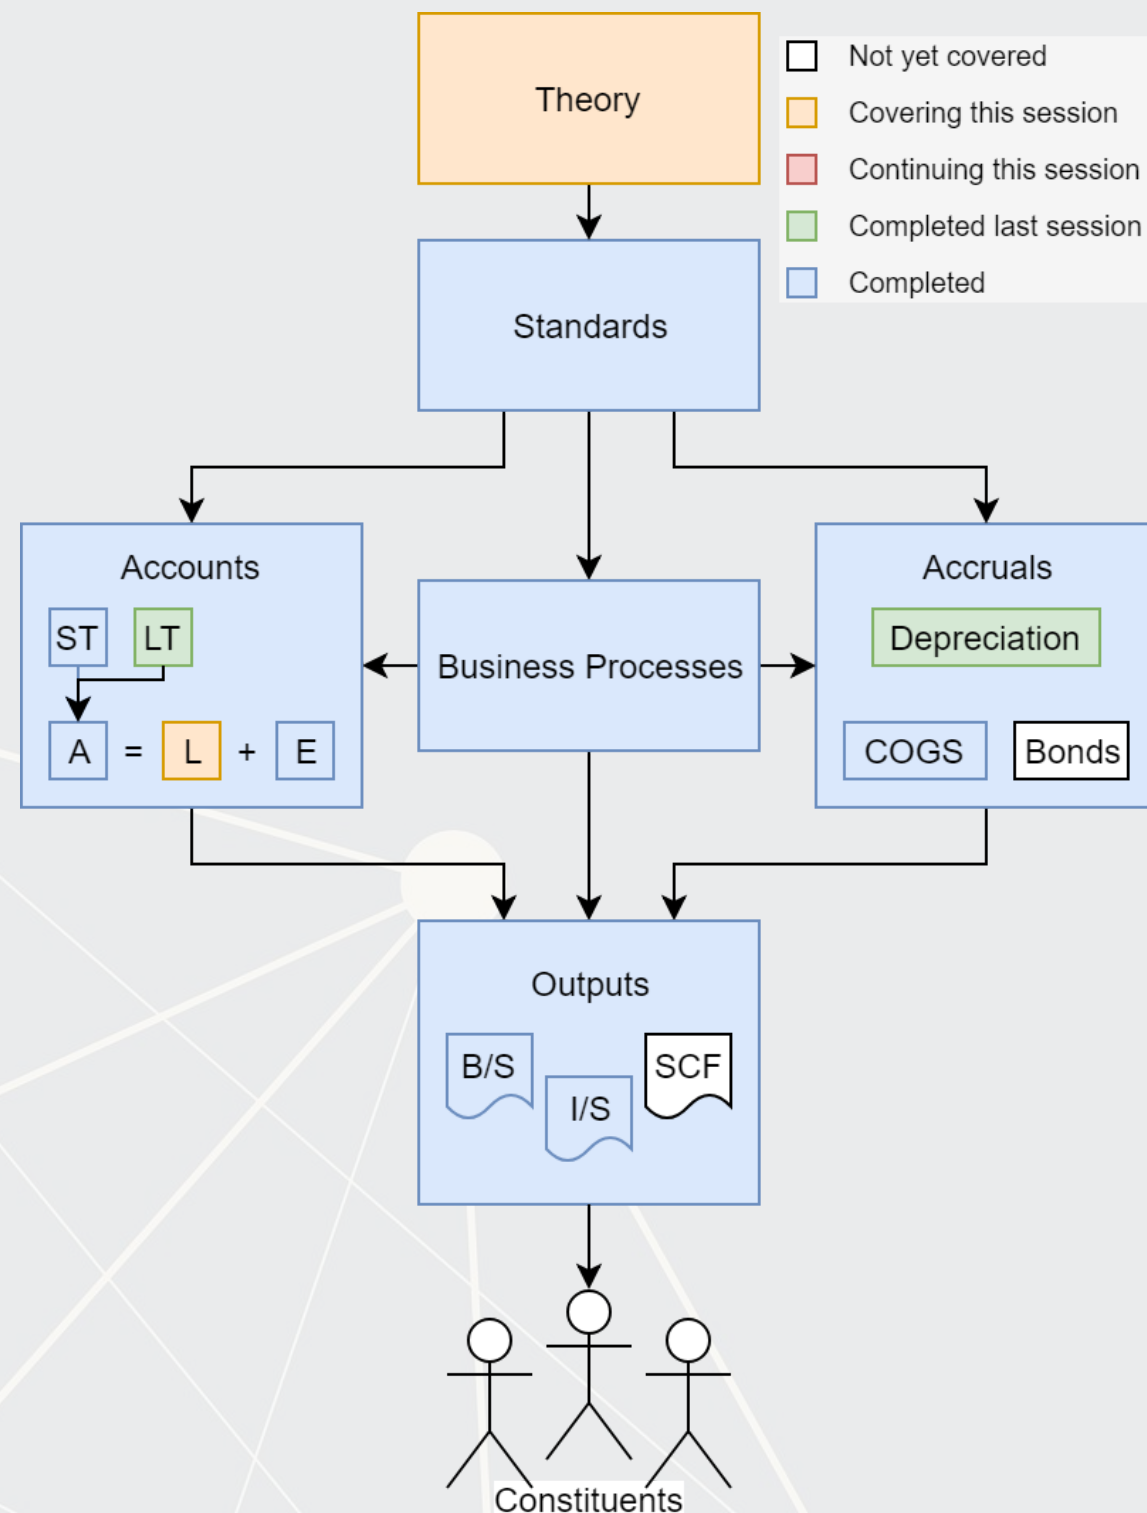 Theory
Not yet covered
Covering this session
Continuing this session
Completed last session
Completed
Standards
Accounts
ST LT
A = L + E
Business Processes
Accruals
Depreciation
COGS Bonds
Outputs
B/S
I/S
SCF
Constituents